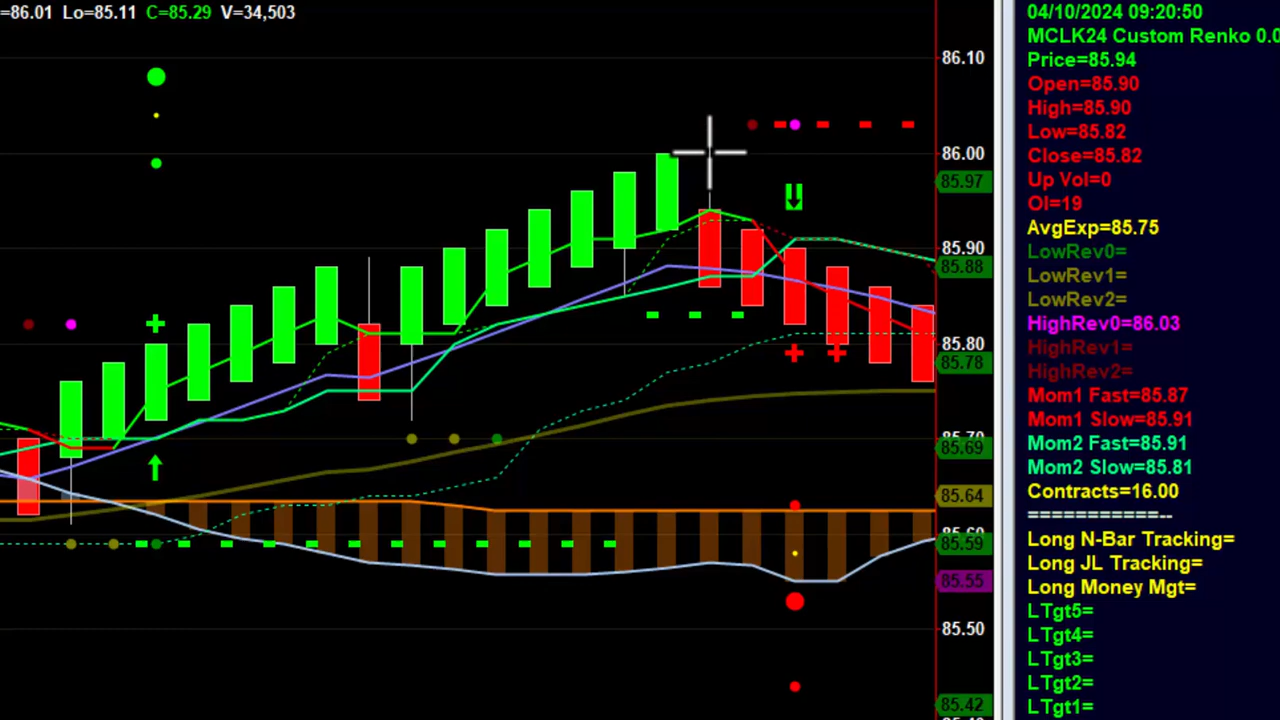 =86.01 Lo=85.11 C=85.29 V=34,503
86.10
86.00
85.97
85.90
85.88
85.80
85.78
85.70
85.69
85.64
85.60
85.59
85.55
85.50
85.42
04/10/2024 09:20:50
MCLK24 Custom Renko 0.0
Price=85.94
Open=85.90
High=85.90
Low=85.82
Close=85.82
Up Vol=0
OI=19
AvgExp=85.75
LowRev0=
LowRev1=
LowRev2=
HighRev0=86.03
HighRev1=
HighRev2=
Mom1 Fast=85.87
Mom1 Slow=85.91
Mom2 Fast=85.91
Mom2 Slow=85.81
Contracts=16.00
===========--
Long N-Bar Tracking=
Long JL Tracking=
Long Money Mgt=
LTgt5=
LTgt4=
LTgt3=
LTgt2=
LTgt1=